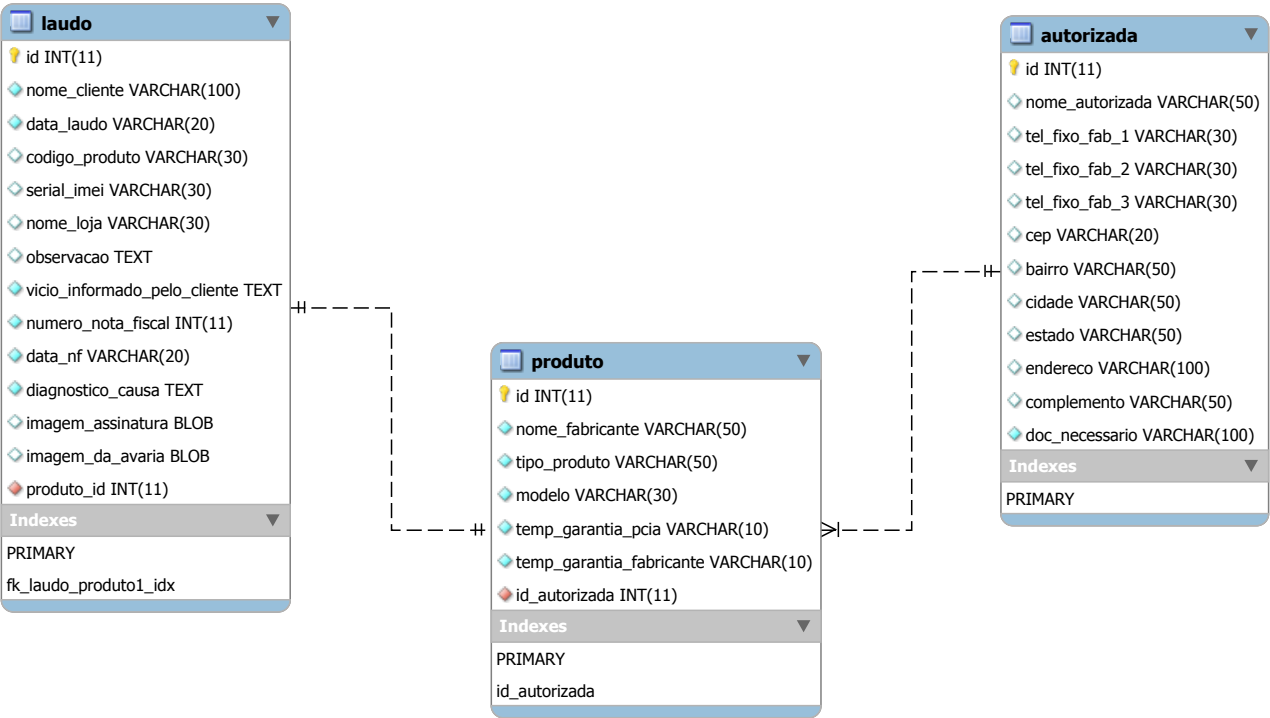 laudo
id INT(11)
nome_cliente VARCHAR(100)
data_laudo VARCHAR(20)
codigo_produto VARCHAR(30)
serial_imei VARCHAR(30)
nome_loja VARCHAR(30)
observacao TEXT
vicio_informado_pelo_cliente TEXT
numero_nota_fiscal INT(11)
data_nf VARCHAR(20)
diagnostico_causa TEXT
imagem_assinatura BLOB
imagem_da_avaria BLOB
produto_id INT(11)
Indexes
PRIMARY
fk_laudo_produto1_idx
produto
id INT(11)
nome_fabricante VARCHAR(50)
tipo_produto VARCHAR(50)
modelo VARCHAR(30)
temp_garantia_pcia VARCHAR(10)
temp_garantia_fabricante VARCHAR(10)
id_autorizada INT(11)
Indexes
PRIMARY
id_autorizada
autorizada
id INT(11)
nome_autorizada VARCHAR(50)
tel_fixo_fab_1 VARCHAR(30)
tel_fixo_fab_2 VARCHAR(30)
tel_fixo_fab_3 VARCHAR(30)
cep VARCHAR(20)
bairro VARCHAR(50)
cidade VARCHAR(50)
estado VARCHAR(50)
endereco VARCHAR(100)
complemento VARCHAR(50)
doc_necessario VARCHAR(100)
Indexes
PRIMARY